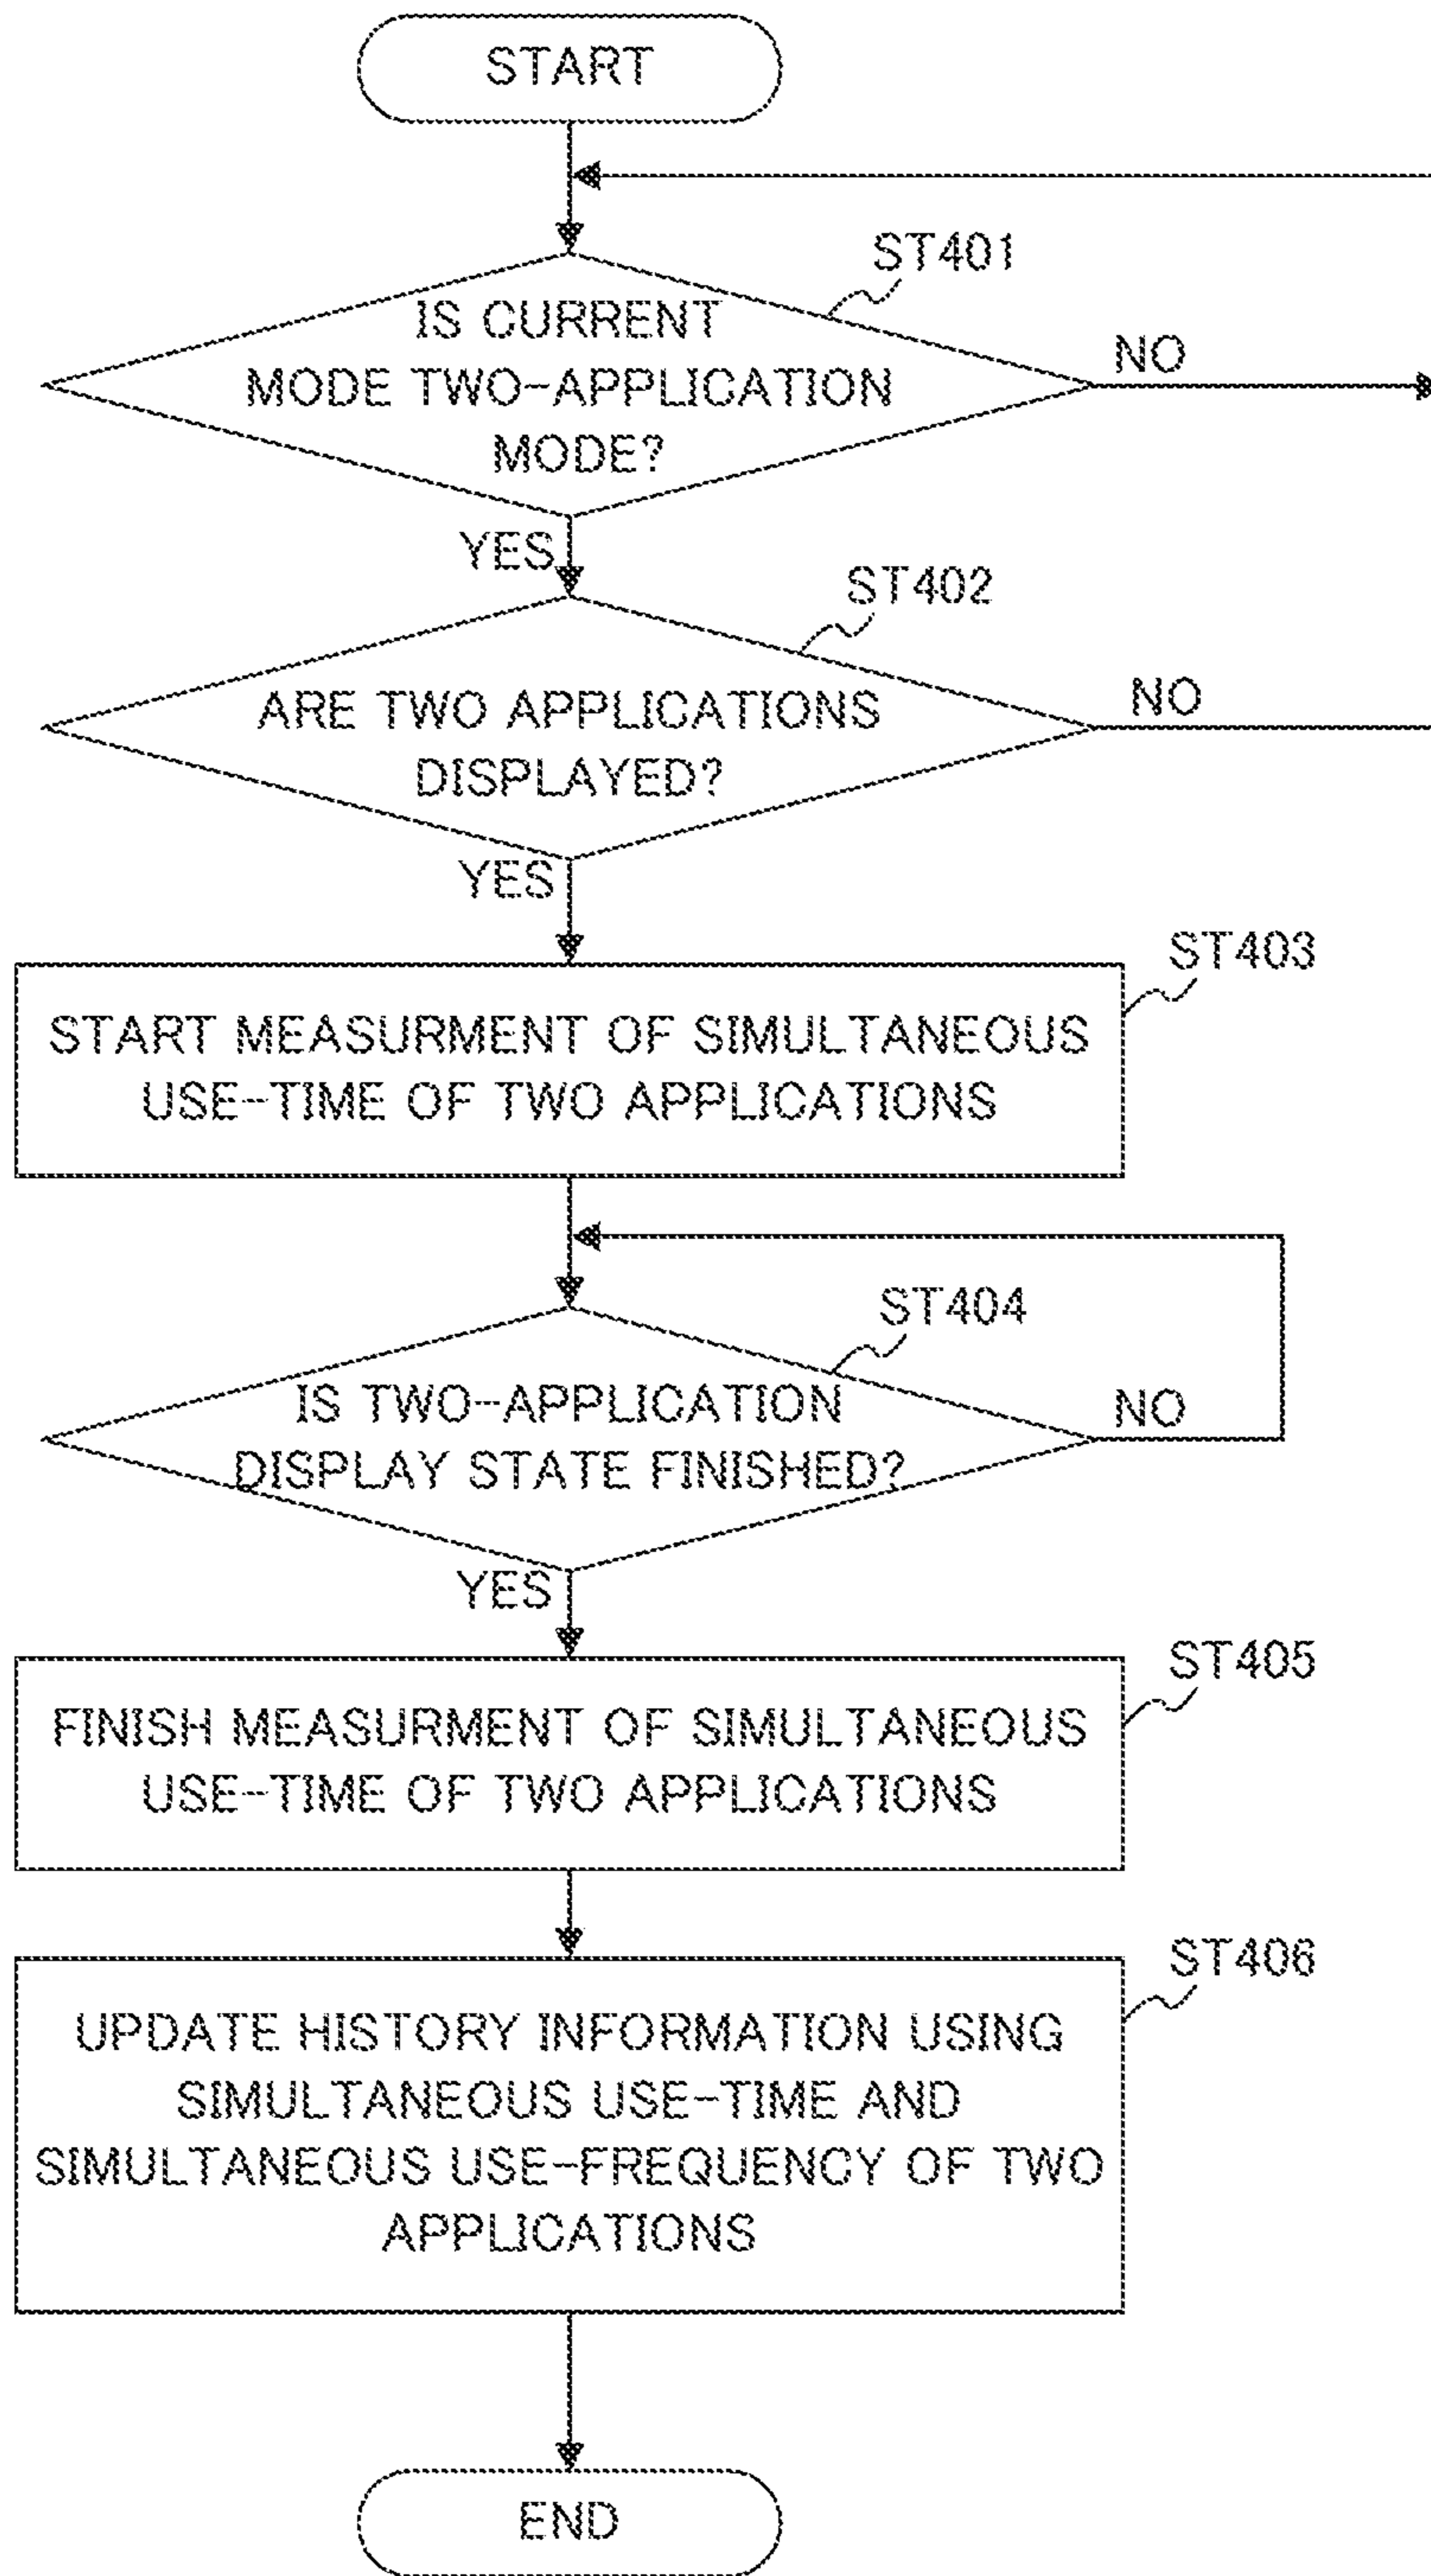 START
ST401
IS CURRENT
MODE TWO-APPLICATION
MODE?
NO
YES
ST402
ARE TWO APPLICATIONS
DISPLAYED?
NO
YES
ST403
START MEASURMENT OF SIMULTANEOUS
USE-TIME OF TWO APPLICATIONS
ST404
IS TWO-APPLICATION
DISPLAY STATE FINISHED?
NO
YES
ST405
FINISH MEASURMENT OF SIMULTANEOUS
USE-TIME OF TWO APPLICATIONS
ST406
UPDATE HISTORY INFORMATION USING
SIMULTANEOUS USE-TIME AND
SIMULTANEOUS USE-FREQUENCY OF TWO
APPLICATIONS
END